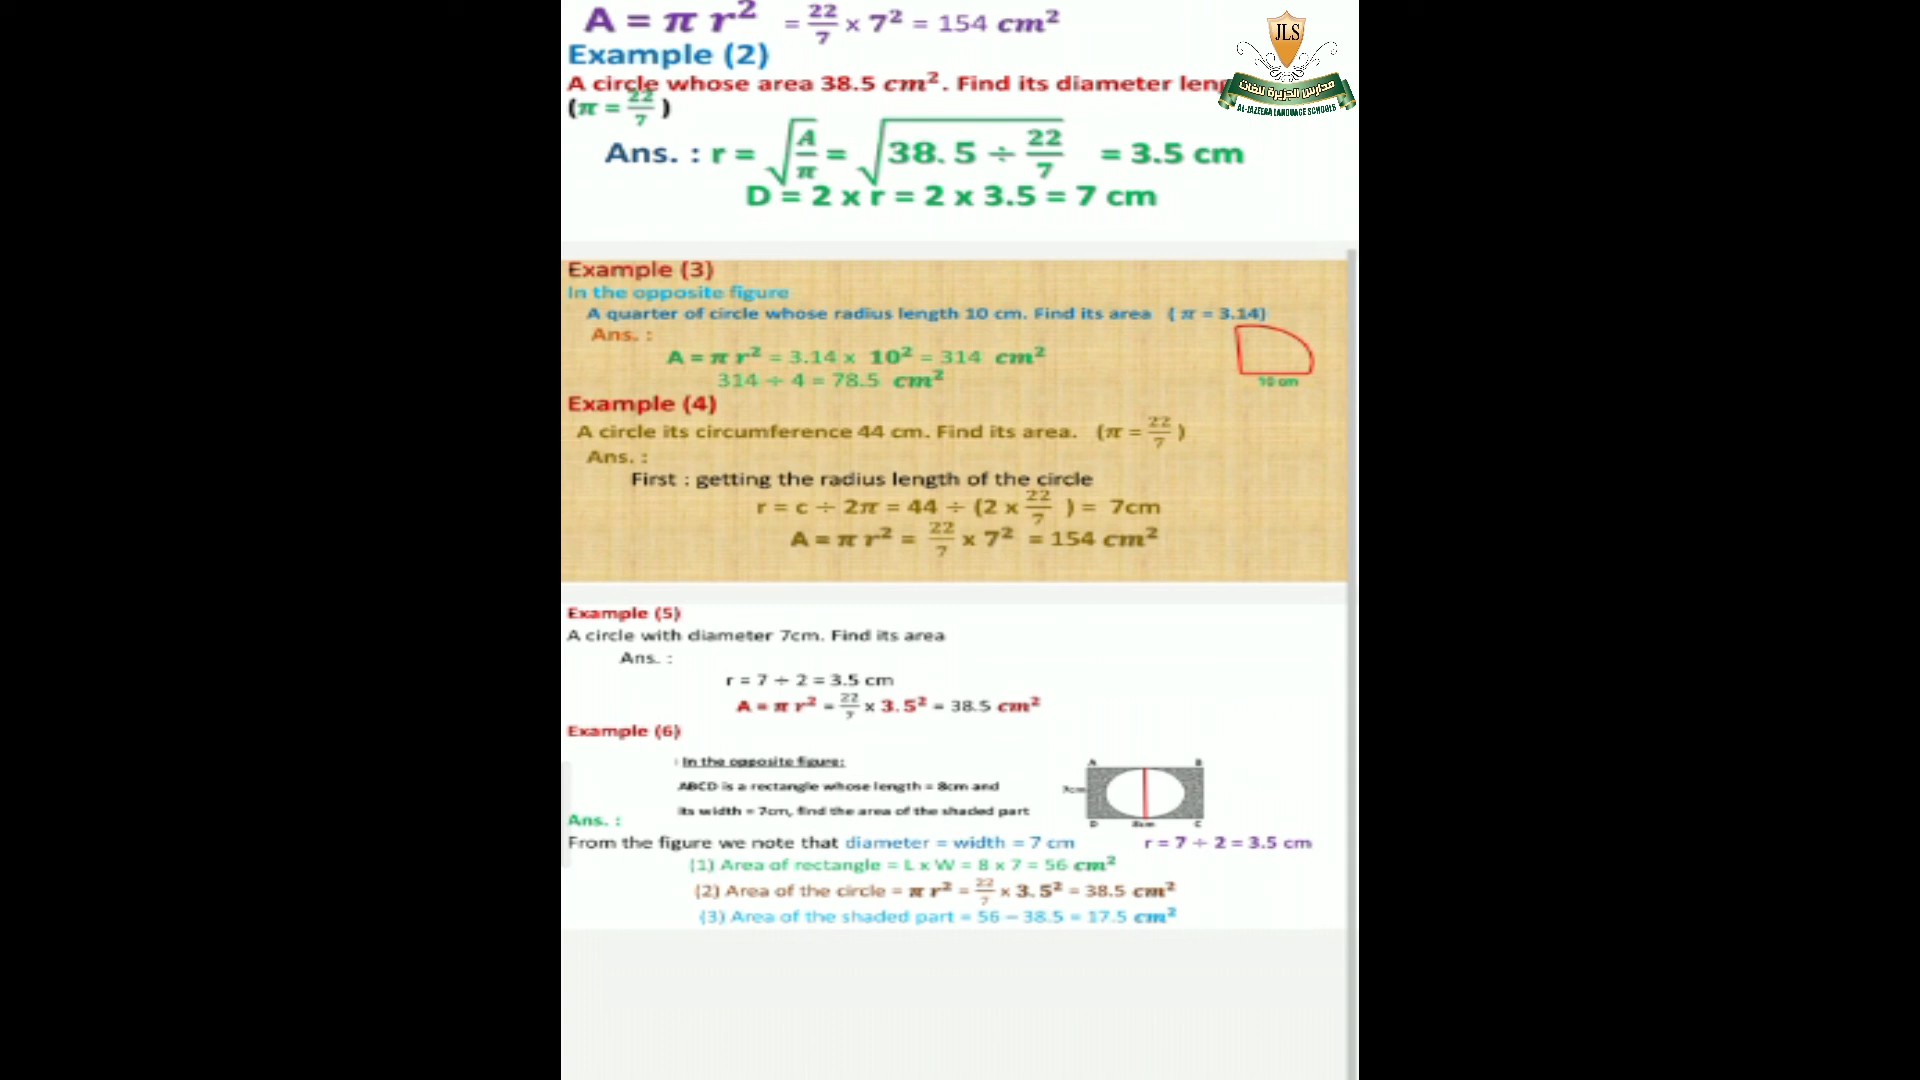 A = π r² = 22/7 x 7² = 154 cm²
Example (2)
A circle whose area 38.5 cm². Find its diameter
(π = 22/7 )
Ans. : r = √(A/π) = √(38.5 ÷ 22/7) = 3.5 cm
D = 2 x r = 2 x 3.5 = 7 cm
JLS
مدارس الجزيرة للغات
AL-JAZEERA LANGUAGE SCHOOLS
Example (3)
In the opposite figure
A quarter of circle whose radius length 10 cm. Find its area ( π = 3.14)
Ans. :
A = π r² = 3.14 x 10² = 314 cm²
314 ÷ 4 = 78.5 cm²
10 cm
Example (4)
A circle its circumference 44 cm. Find its area. (π = 22/7 )
Ans. :
First : getting the radius length of the circle
r = c ÷ 2π = 44 ÷ (2 x 22/7 ) = 7cm
A = π r² = 22/7 x 7² = 154 cm²
Example (5)
A circle with diameter 7cm. Find its area
Ans. :
r = 7 ÷ 2 = 3.5 cm
A = π r² = 22/7 x 3.5² = 38.5 cm²
Example (6)
In the opposite figure:
ABCD is a rectangle whose length = 8cm and
its width = 7cm, find the area of the shaded part
A B
7cm
D 8cm C
Ans. :
From the figure we note that diameter = width = 7 cm r = 7 ÷ 2 = 3.5 cm
(1) Area of rectangle = L x W = 8 x 7 = 56 cm²
(2) Area of the circle = π r² = 22/7 x 3.5² = 38.5 cm²
(3) Area of the shaded part = 56 – 38.5 = 17.5 cm²